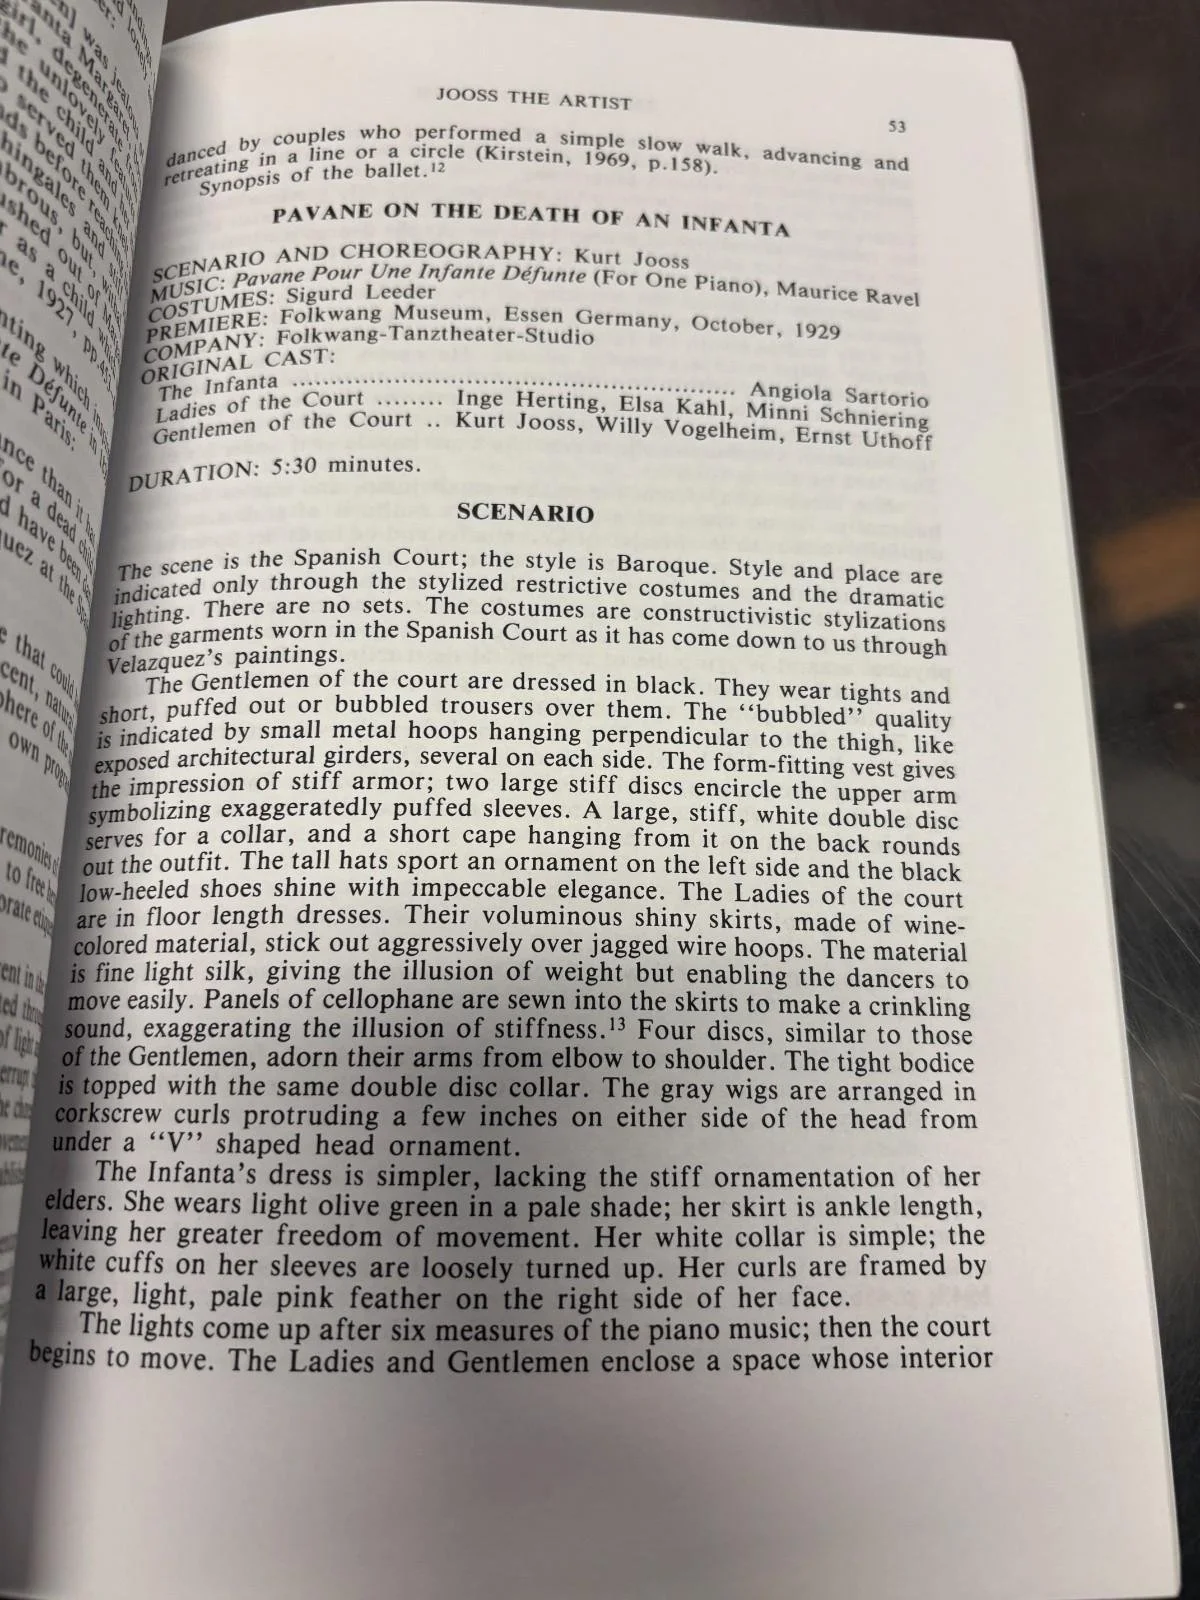 JOOSS THE ARTIST
53
danced by couples who performed a simple slow walk, advancing and
retreating in a line or a circle (Kirstein, 1969, p.158).
Synopsis of the ballet.12
PAVANE ON THE DEATH OF AN INFANTA
SCENARIO AND CHOREOGRAPHY: Kurt Jooss
MUSIC: Pavane Pour Une Infante Défunte (For One Piano), Maurice Ravel
COSTUMES: Sigurd Leeder
PREMIERE: Folkwang Museum, Essen Germany, October, 1929
COMPANY: Folkwang-Tanztheater-Studio
ORIGINAL CAST:
The Infanta .................................................... Angiola Sartorio
Ladies of the Court ........ Inge Herting, Elsa Kahl, Minni Schniering
Gentlemen of the Court .. Kurt Jooss, Willy Vogelheim, Ernst Uthoff
DURATION: 5:30 minutes.
SCENARIO
The scene is the Spanish Court; the style is Baroque. Style and place are
indicated only through the stylized restrictive costumes and the dramatic
lighting. There are no sets. The costumes are constructivistic stylizations
of the garments worn in the Spanish Court as it has come down to us through
Velazquez's paintings.
The Gentlemen of the court are dressed in black. They wear tights and
short, puffed out or bubbled trousers over them. The "bubbled" quality
is indicated by small metal hoops hanging perpendicular to the thigh, like
exposed architectural girders, several on each side. The form-fitting vest gives
the impression of stiff armor; two large stiff discs encircle the upper arm
symbolizing exaggeratedly puffed sleeves. A large, stiff, white double disc
serves for a collar, and a short cape hanging from it on the back rounds
out the outfit. The tall hats sport an ornament on the left side and the black
low-heeled shoes shine with impeccable elegance. The Ladies of the court
are in floor length dresses. Their voluminous shiny skirts, made of wine-
colored material, stick out aggressively over jagged wire hoops. The material
is fine light silk, giving the illusion of weight but enabling the dancers to
move easily. Panels of cellophane are sewn into the skirts to make a crinkling
sound, exaggerating the illusion of stiffness.13 Four discs, similar to those
of the Gentlemen, adorn their arms from elbow to shoulder. The tight bodice
is topped with the same double disc collar. The gray wigs are arranged in
corkscrew curls protruding a few inches on either side of the head from
under a "V" shaped head ornament.
The Infanta's dress is simpler, lacking the stiff ornamentation of her
elders. She wears light olive green in a pale shade; her skirt is ankle length,
leaving her greater freedom of movement. Her white collar is simple; the
white cuffs on her sleeves are loosely turned up. Her curls are framed by
a large, light, pale pink feather on the right side of her face.
The lights come up after six measures of the piano music; then the court
begins to move. The Ladies and Gentlemen enclose a space whose interior